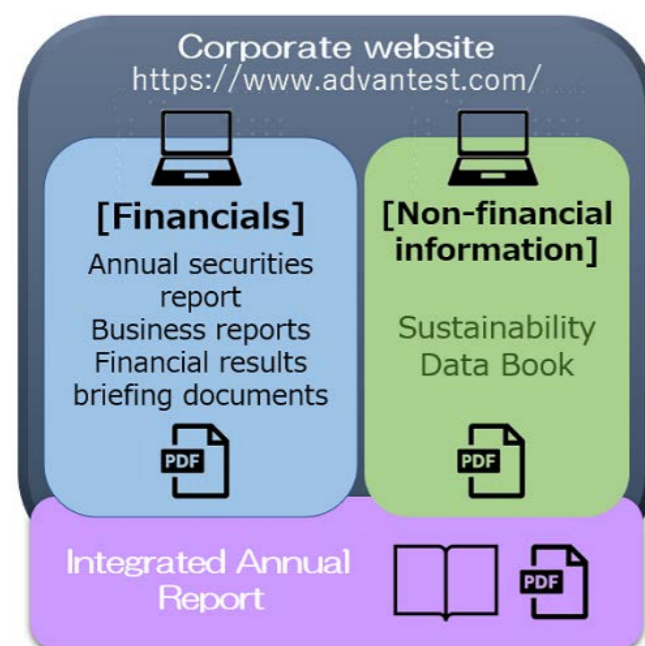 Corporate website
https://www.advantest.com/
[Financials]
Annual securities
report
Business reports
Financial results
briefing documents
PDF
[Non-financial
information]
Sustainability
Data Book
PDF
Integrated Annual
Report
PDF